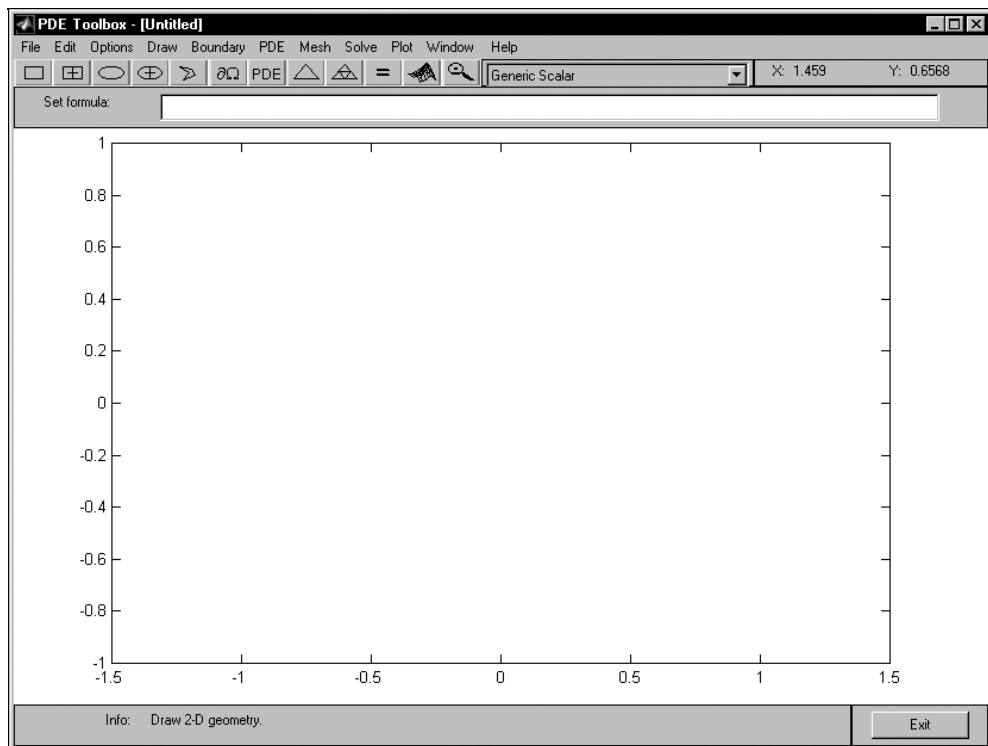 PDE Toolbox - [Untitled]
File Edit Options Draw Boundary PDE Mesh Solve Plot Window Help
∂Ω PDE = Generic Scalar X: 1.459 Y: 0.6568
Set formula:
1
0.8
0.6
0.4
0.2
0
-0.2
-0.4
-0.6
-0.8
-1
-1.5 -1 -0.5 0 0.5 1 1.5
Info: Draw 2-D geometry. Exit